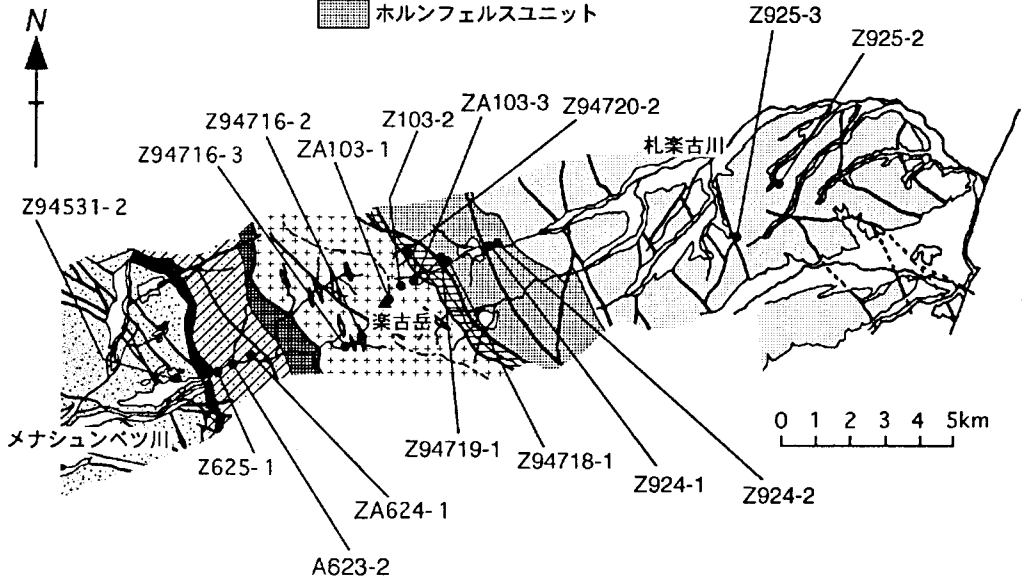 ホルンフェルスユニット
N
Z925-3
Z925-2
ZA103-3
Z94720-2
Z103-2
Z94716-2
ZA103-1
Z94716-3
札楽古川
Z94531-2
楽古岳
メナシュンベツ川
0 1 2 3 4 5km
Z94719-1
Z94718-1
Z625-1
Z924-1
Z924-2
ZA624-1
A623-2